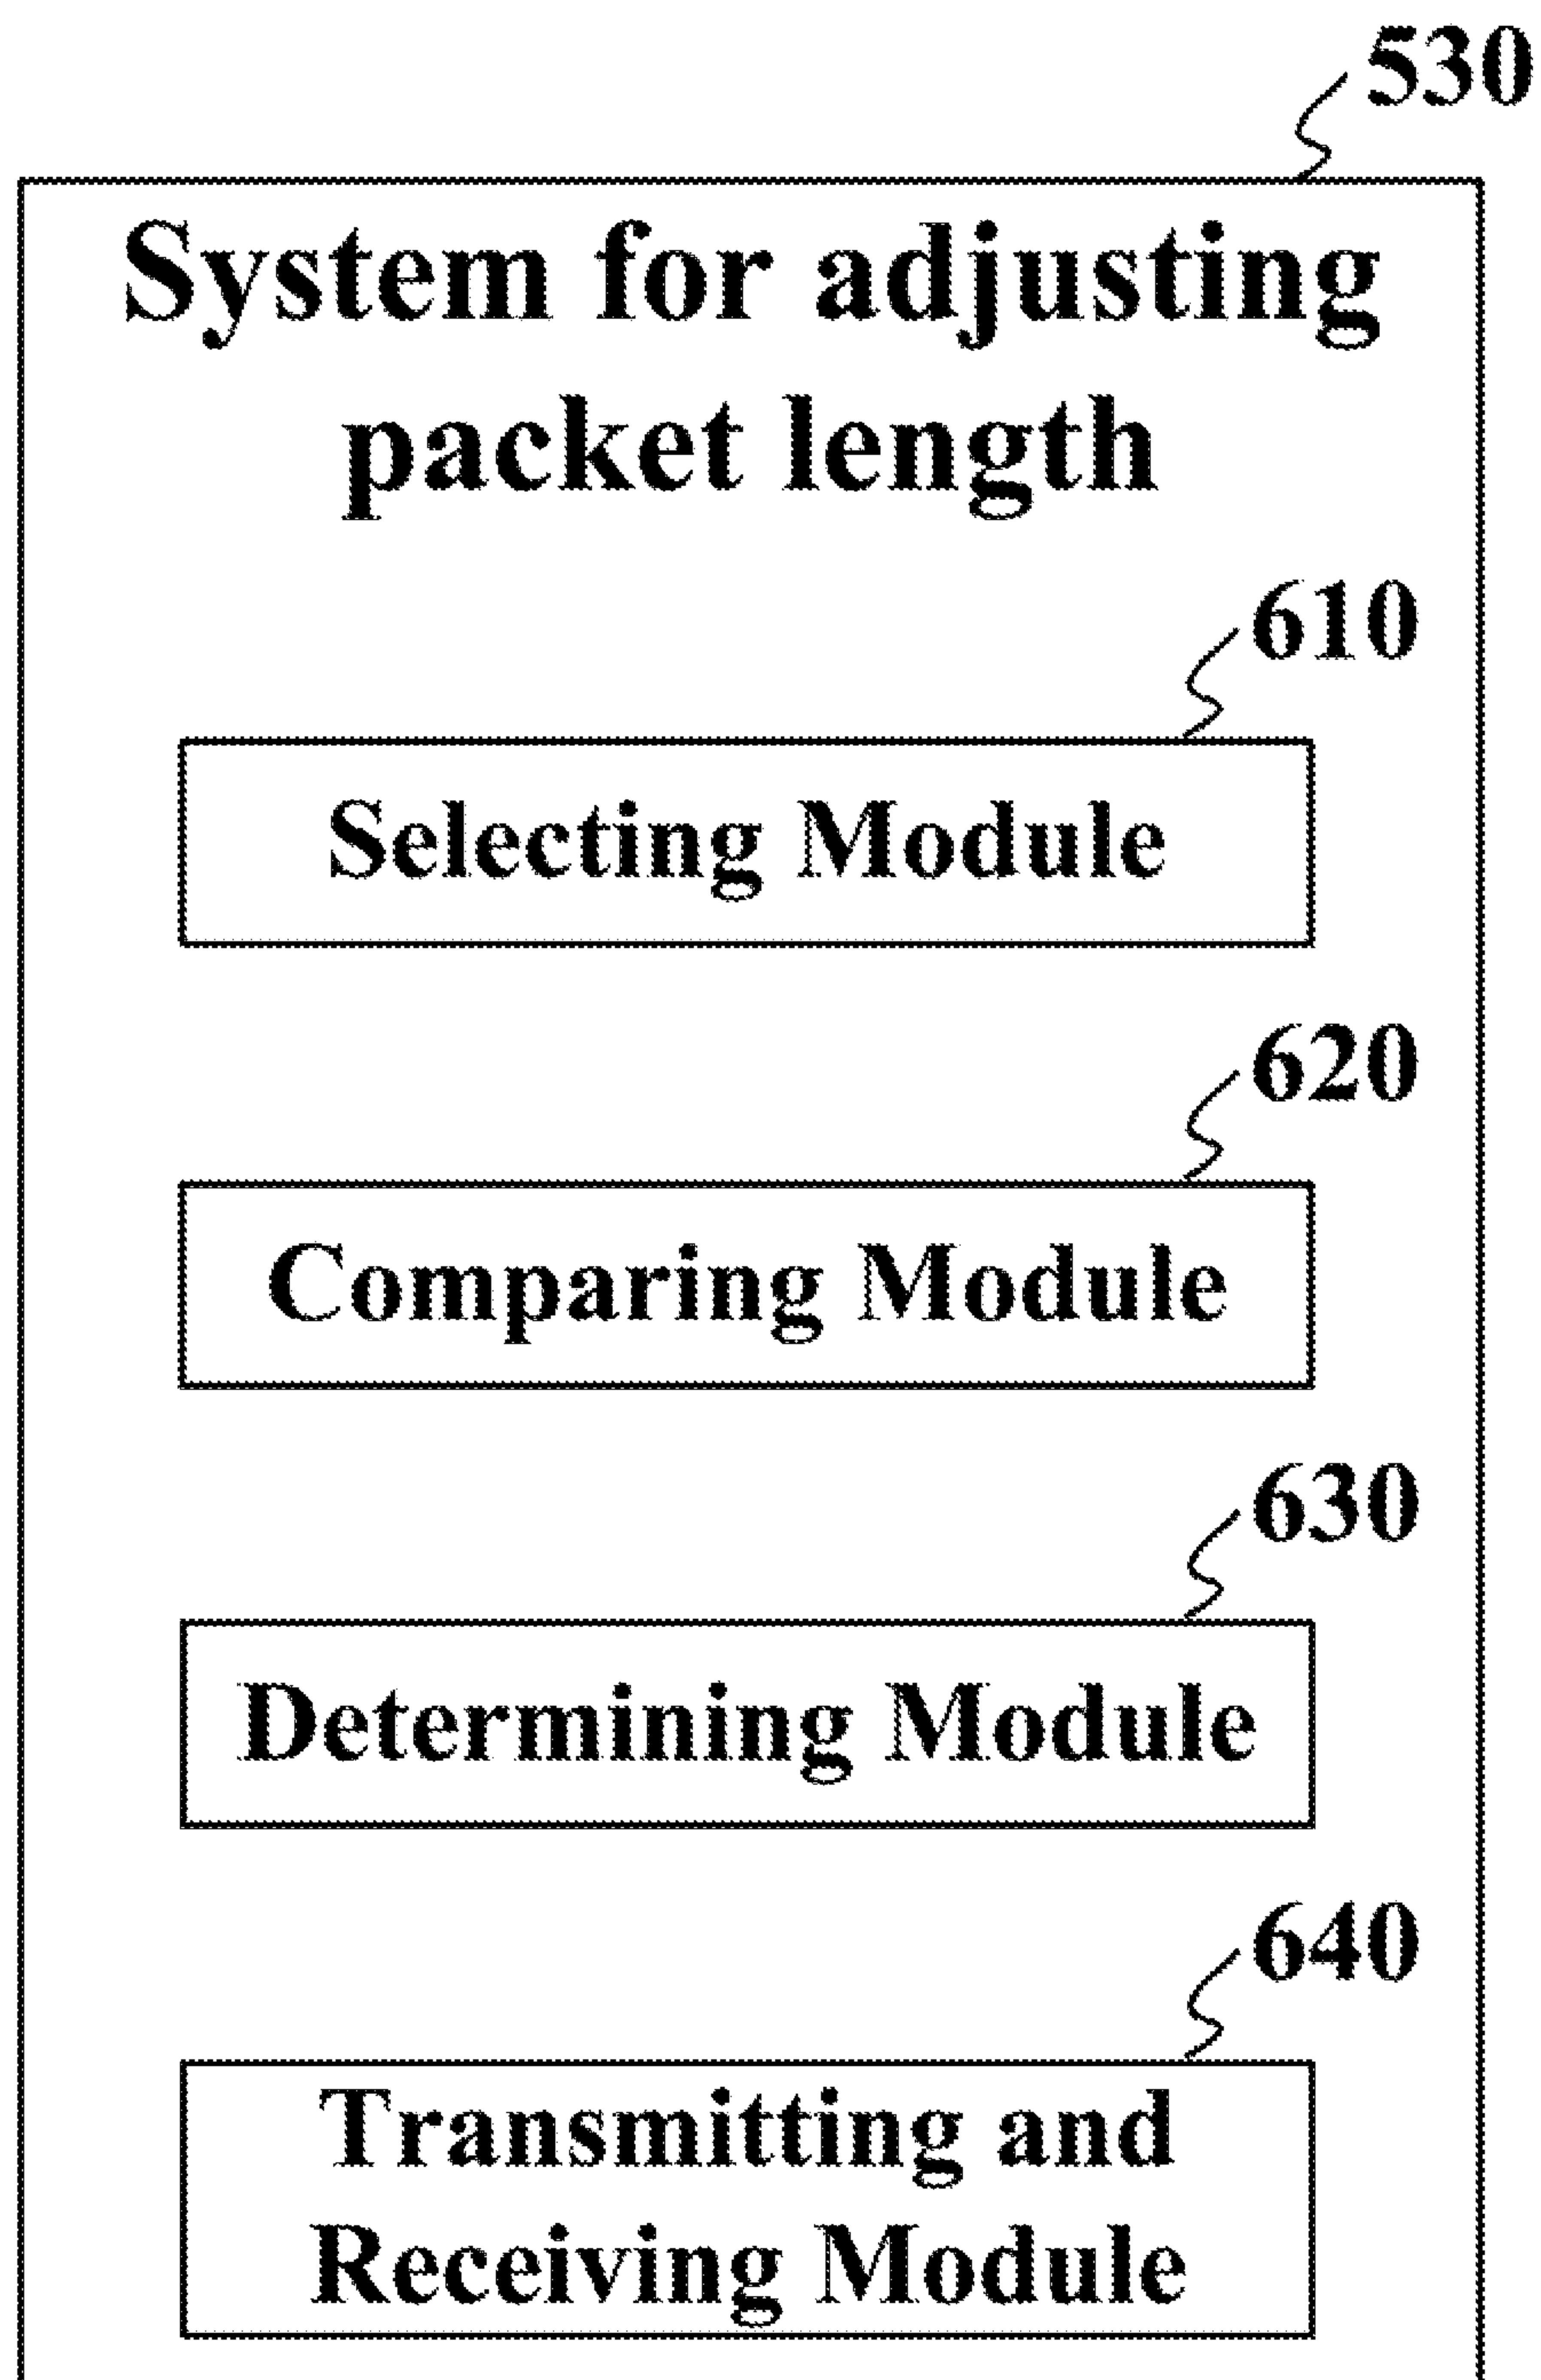 530
System for adjusting
packet length
610
Selecting Module
620
Comparing Module
630
Determining Module
640
Transmitting and
Receiving Module